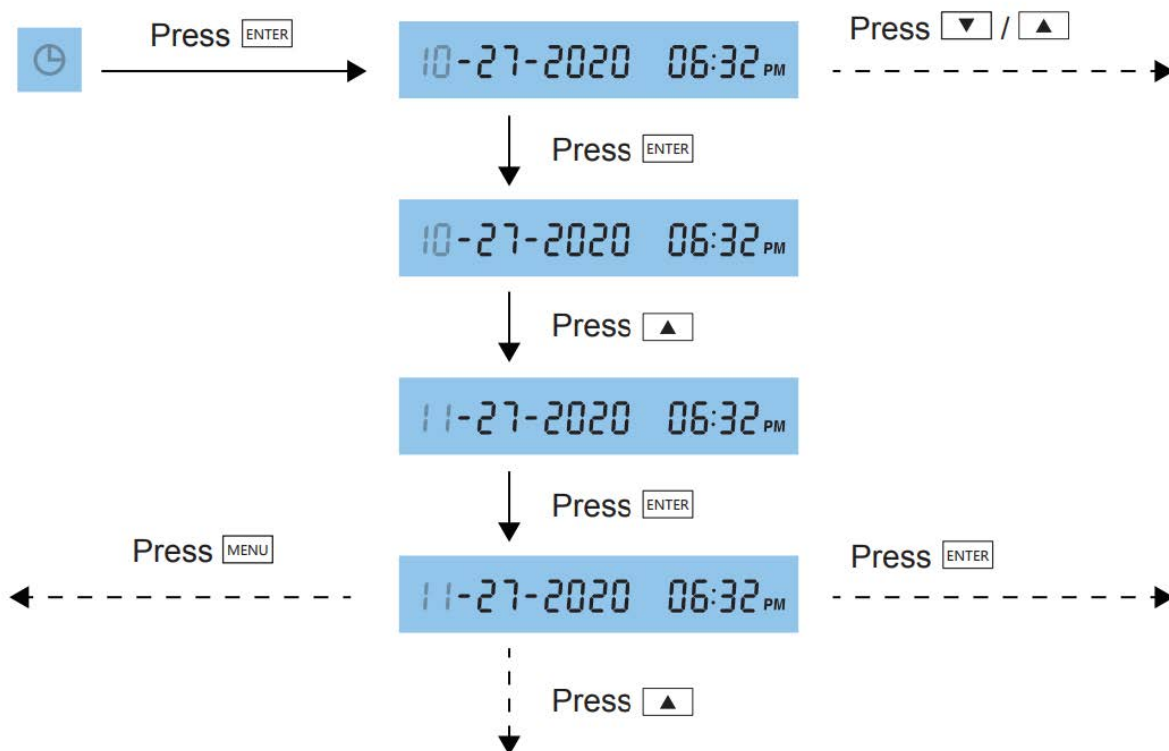 Press ENTER
10-27-2020 06:32 PM
Press ▼ / ▲
Press ENTER
10-27-2020 06:32 PM
Press ▲
11-27-2020 06:32 PM
Press ENTER
Press MENU
11-27-2020 06:32 PM
Press ENTER
Press ▲